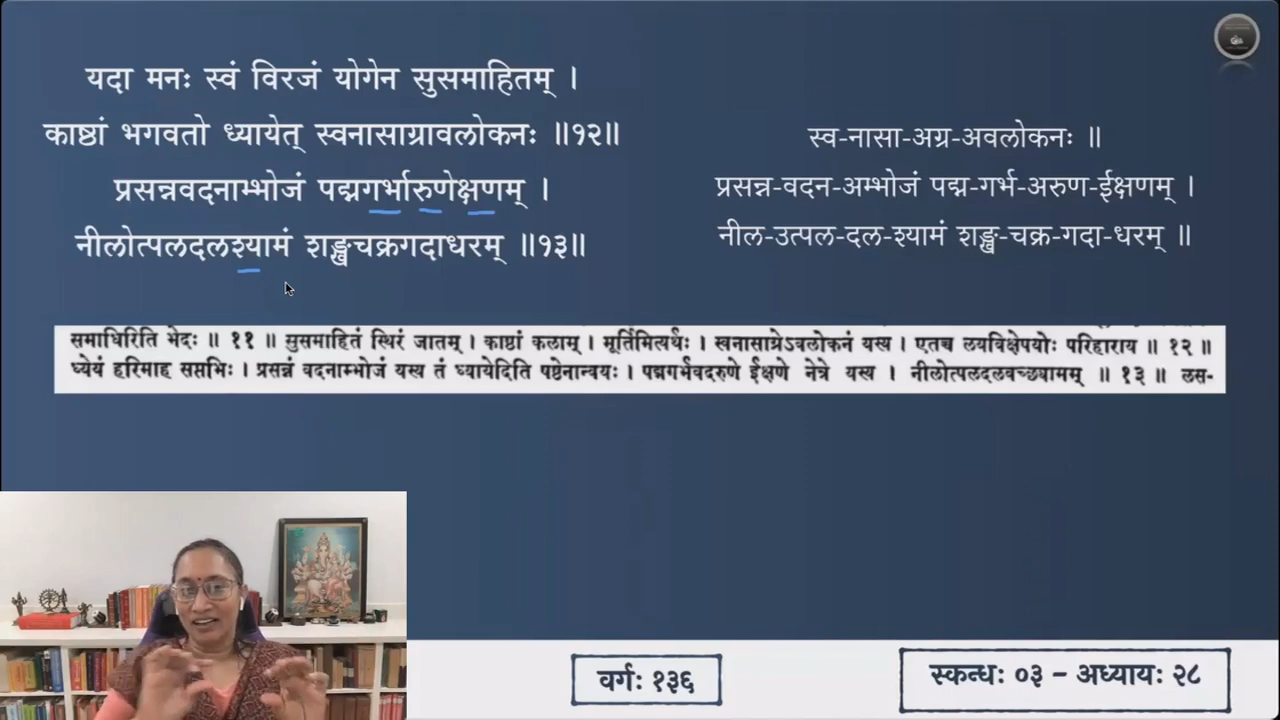 यदा मनः स्वं विरजं योगेन सुसमाहितम् ।
काष्ठां भगवतो ध्यायेत् स्वनासाग्रावलोकनः ॥१२॥
प्रसन्नवदनाम्भोजं पद्मगर्भारुणेक्षणम् ।
नीलोत्पलदलश्यामं शङ्खचक्रगदाधरम् ॥१३॥
स्व-नासा-अग्र-अवलोकनः ॥
प्रसन्न-वदन-अम्भोजं पद्म-गर्भ-अरुण-ईक्षणम् ।
नील-उत्पल-दल-श्यामं शङ्ख-चक्र-गदा-धरम् ॥
समाधिरिति भेदः ॥ ११ ॥ सुसमाहितं स्थिरं जातम् । काष्ठां कलाम् । मूर्तिमित्यर्थः । स्वनासाग्रेऽवलोकनं यस्य । एतच्च लयविक्षेपयोः परिहाराय ॥ १२ ॥
ध्येयं हरिमाह सप्तभिः । प्रसन्नं वदनाम्भोजं यस्य तं ध्यायेदिति षष्ठेनान्वयः । पद्मगर्भवदरुणे ईक्षणे नेत्रे यस्य । नीलोत्पलदलवच्छ्यामम् ॥ १३ ॥ लस-
वर्गः १३६
स्कन्धः ०३ – अध्यायः २८